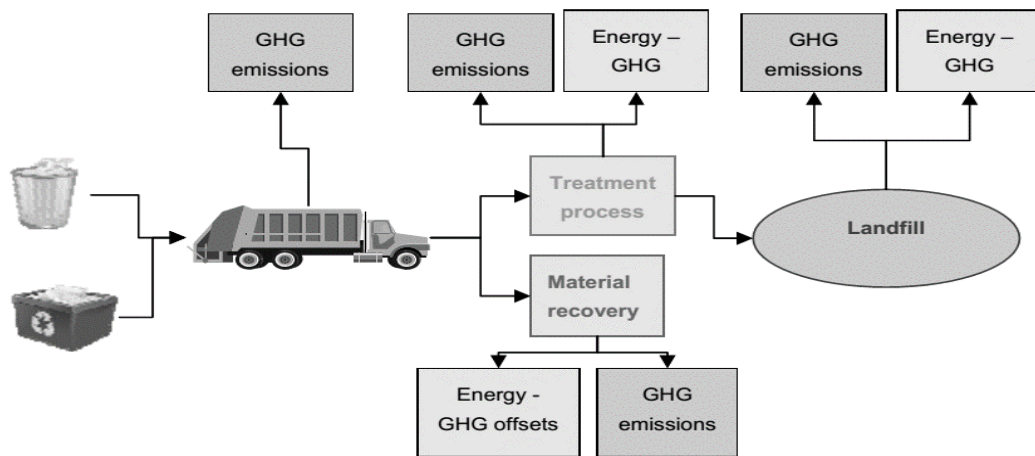 GHG
emissions
GHG
emissions
Energy –
GHG
GHG
emissions
Energy –
GHG
Treatment
process
Landfill
Material
recovery
Energy -
GHG offsets
GHG
emissions